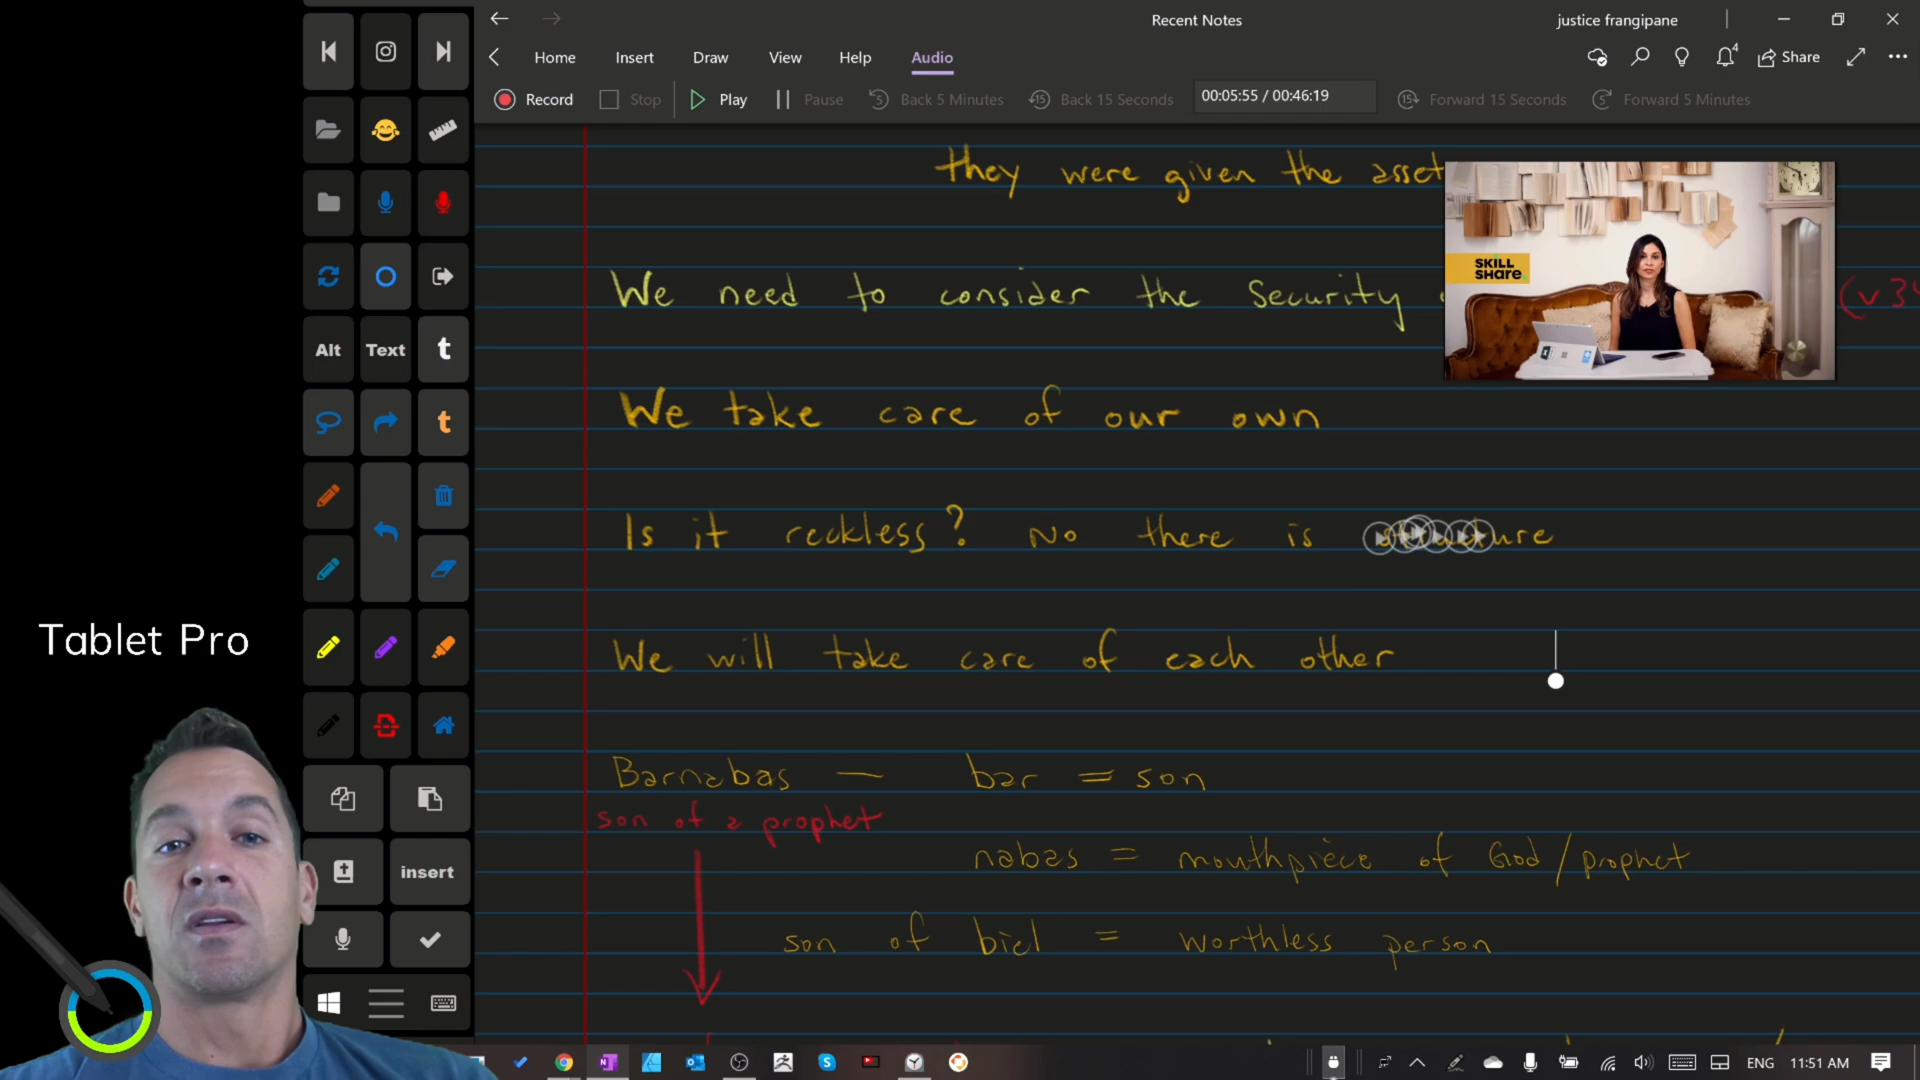 Recent Notes
justice frangipane
Home Insert Draw View Help Audio
4
Share
Record Stop Play Pause Back 5 Minutes Back 15 Seconds 00:05:55 / 00:46:19 Forward 15 Seconds Forward 5 Minutes
they were given the asset
SKILL
SHARE.
We need to consider the security
(v 34
We take care of our own
Is it reckless? No there is structure
We will take care of each other
Barnabas — bar = son
son of a prophet
nabas = mouthpiece of God/prophet
son of biel = worthless person
Alt Text t
t
insert
Tablet Pro
ENG 11:51 AM